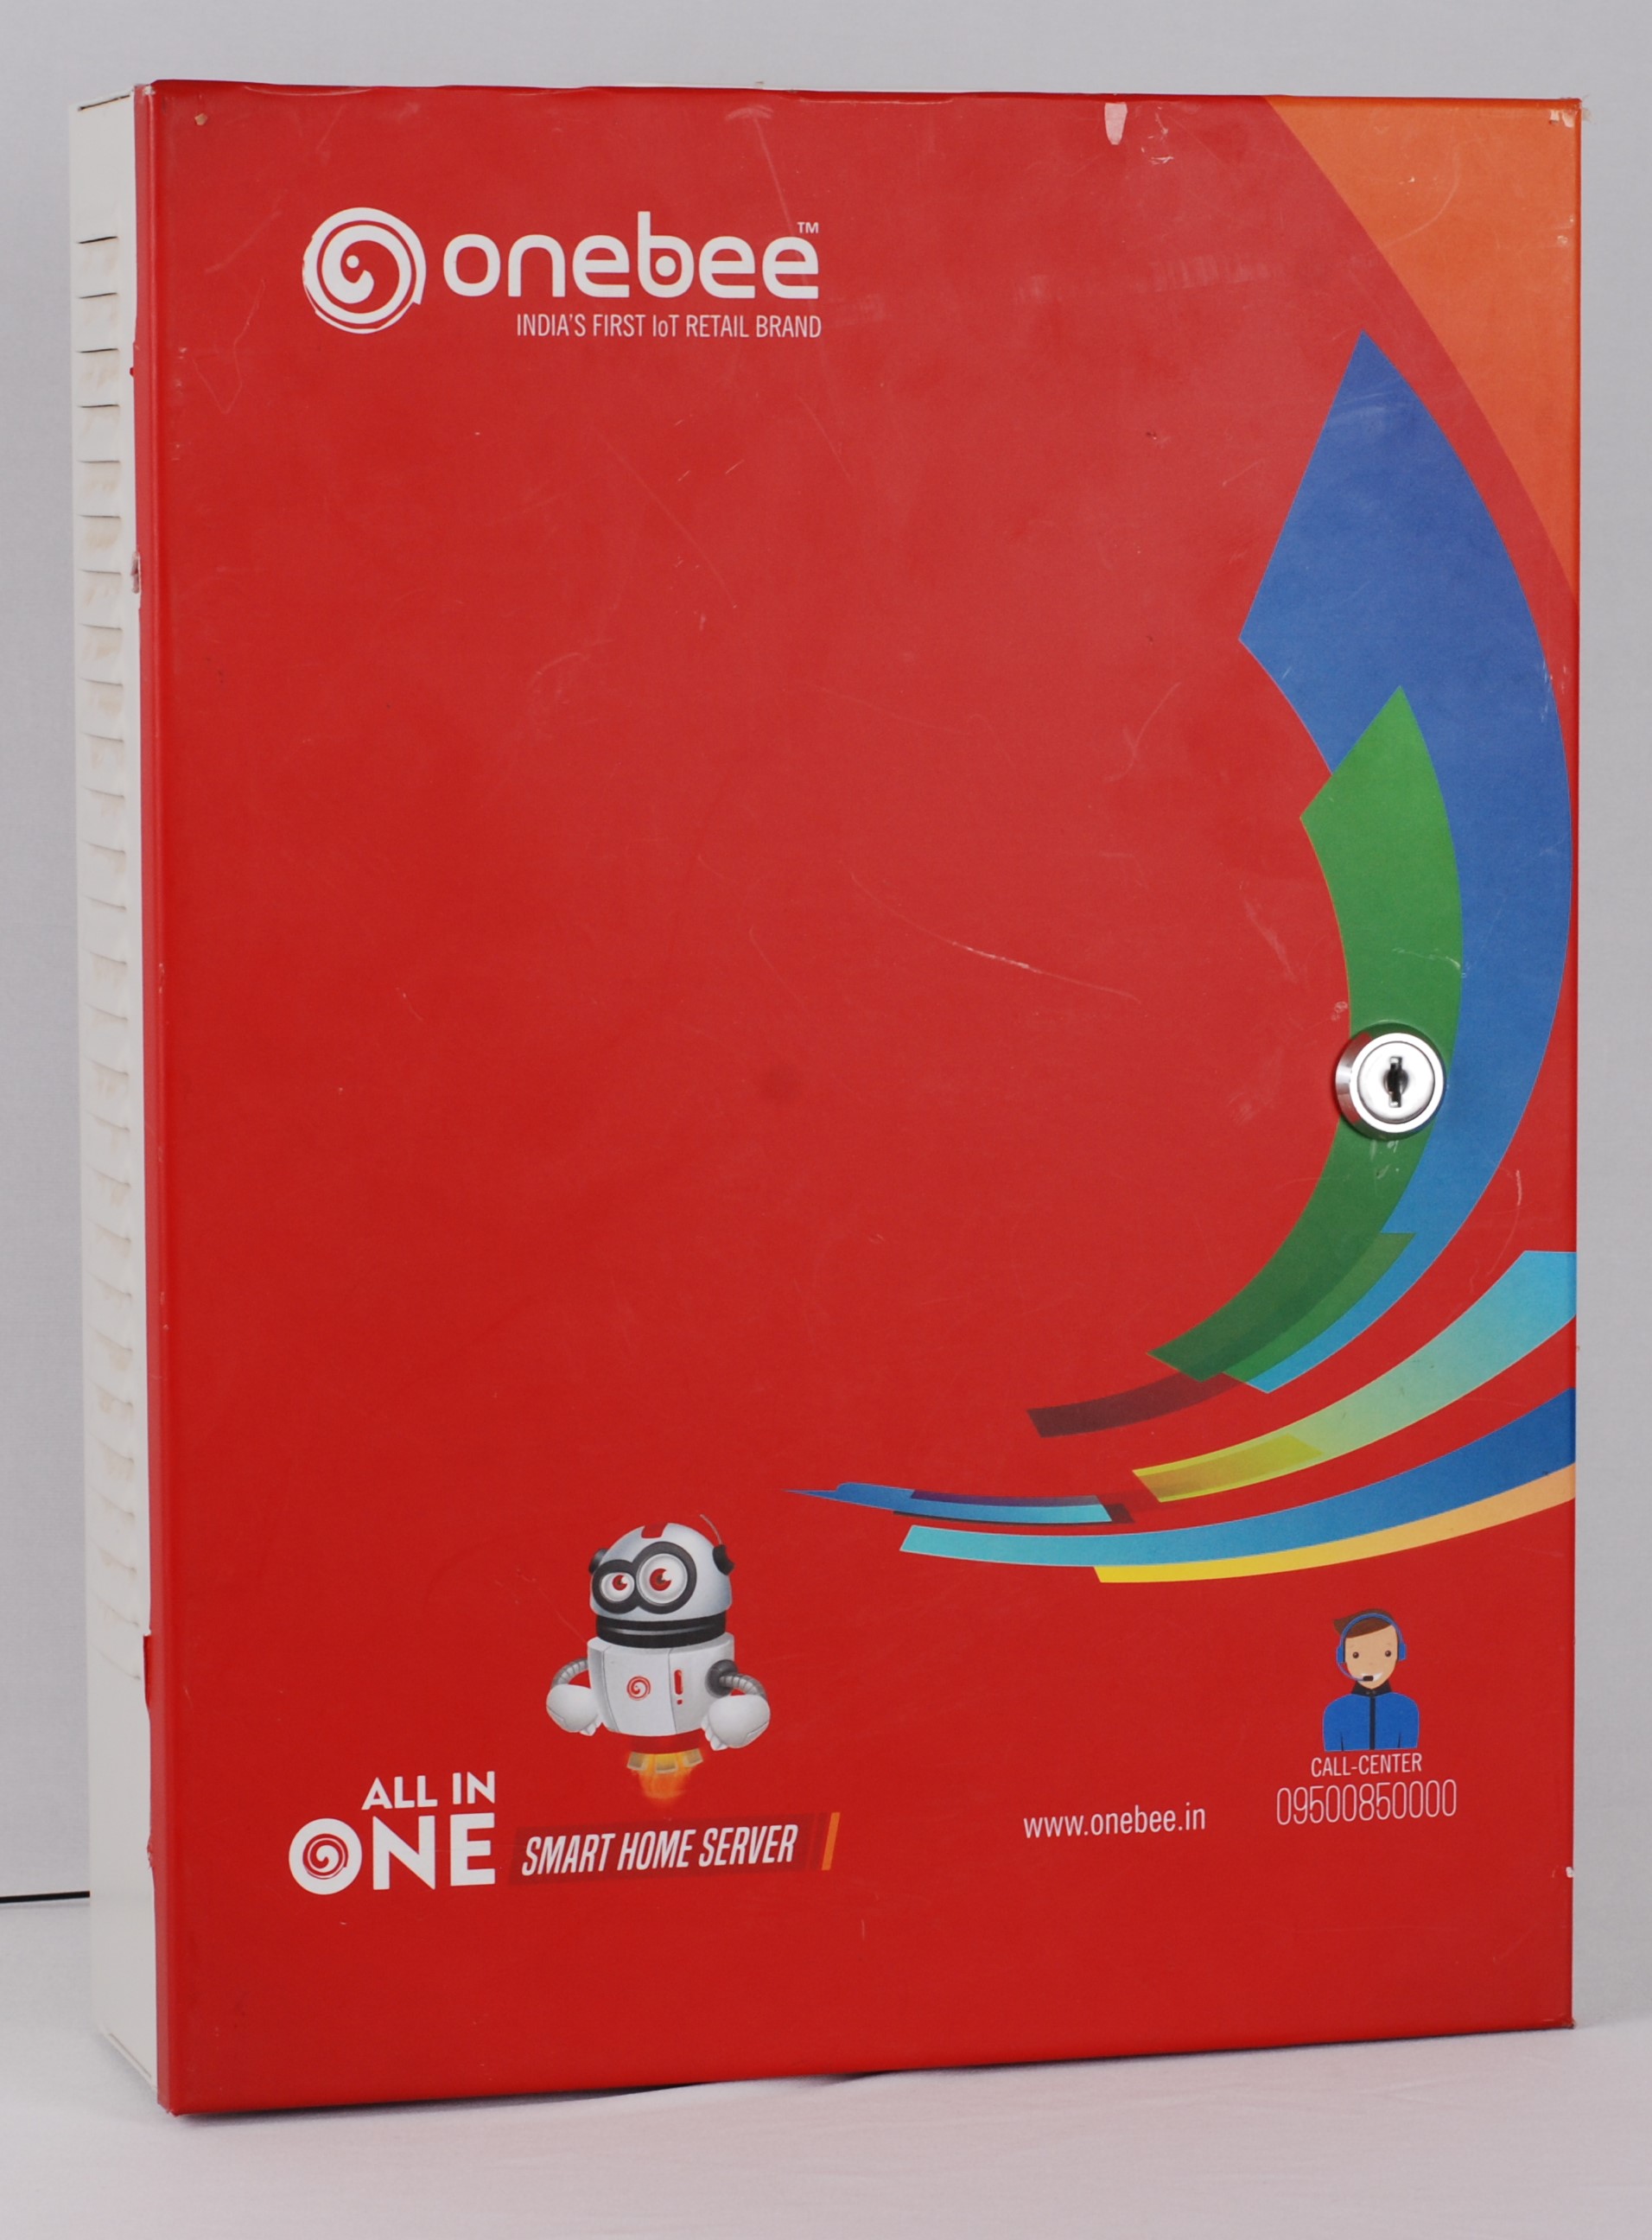 onebee™
INDIA'S FIRST IoT RETAIL BRAND
ALL IN
ONE
SMART HOME SERVER
www.onebee.in
CALL-CENTER
09500850000